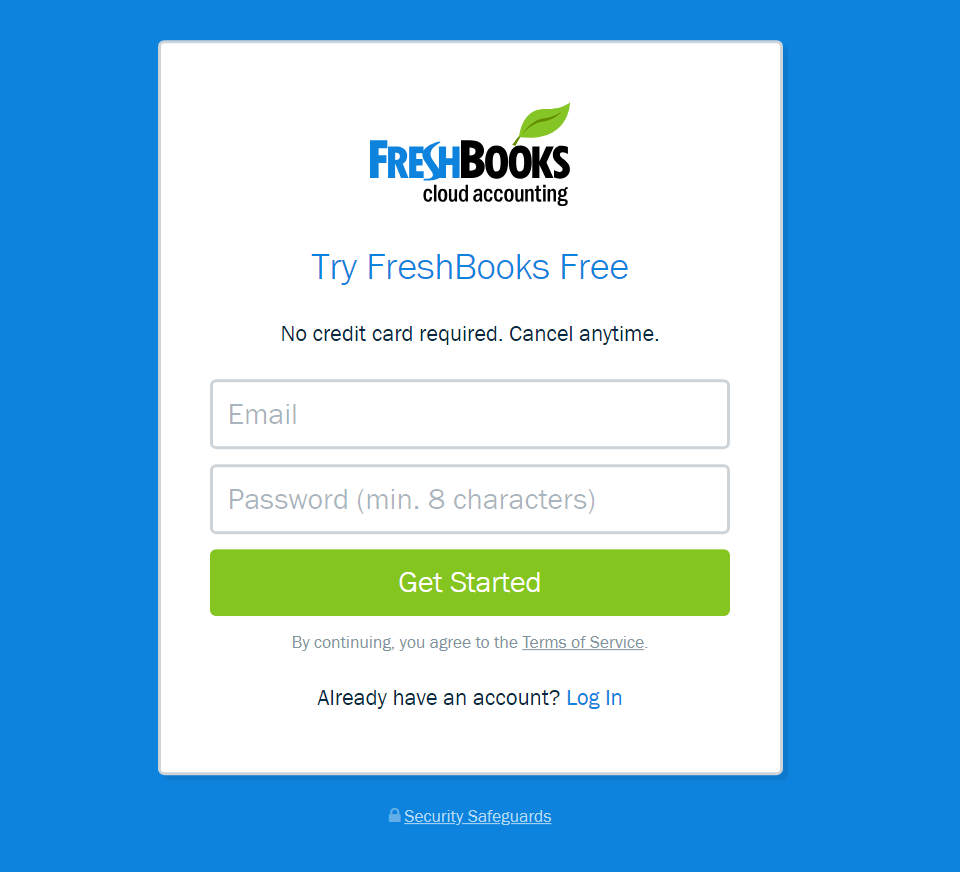 FRESHBOOKS
cloud accounting
Try FreshBooks Free
No credit card required. Cancel anytime.
Email
Password (min. 8 characters)
Get Started
By continuing, you agree to the Terms of Service.
Already have an account? Log In
Security Safeguards